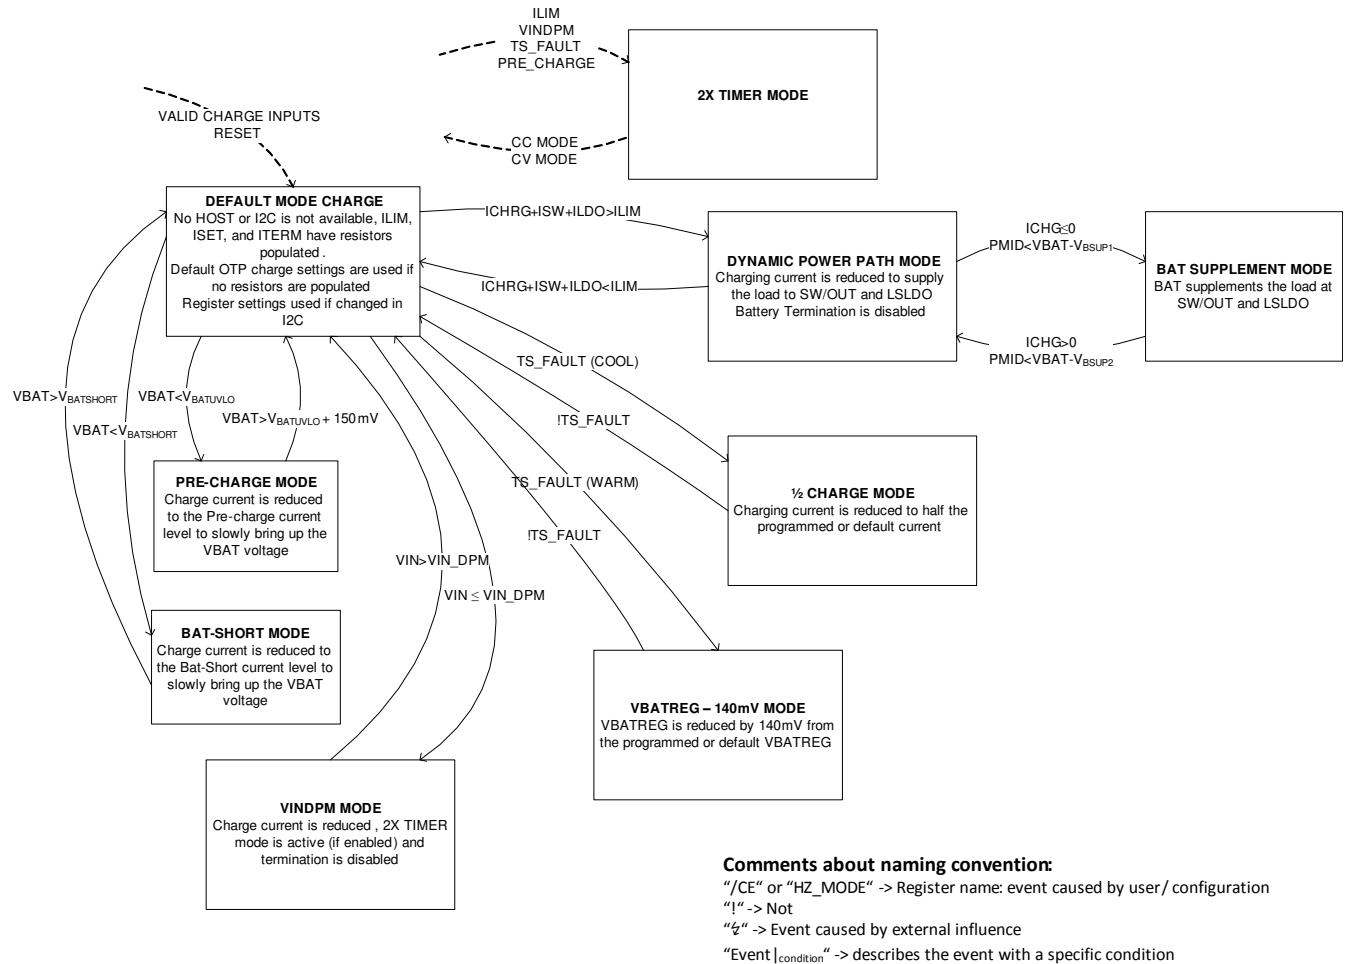 ILIM
VINDPM
TS_FAULT
PRE_CHARGE
2X TIMER MODE
VALID CHARGE INPUTS
RESET
CC MODE
CV MODE
DEFAULT MODE CHARGE
No HOST or I2C is not available, ILIM,
ISET, and ITERM have resistors
populated .
Default OTP charge settings are used if
no resistors are populated
Register settings used if changed in
I2C
ICHRG+ISW+ILDO>ILIM
ICHRG+ISW+ILDO<ILIM
DYNAMIC POWER PATH MODE
Charging current is reduced to supply
the load to SW/OUT and LSLDO
Battery Termination is disabled
ICHG≤0
PMID<VBAT-VBSUP1
BAT SUPPLEMENT MODE
BAT supplements the load at
SW/OUT and LSLDO
ICHG>0
PMID<VBAT-VBSUP2
TS_FAULT (COOL)
!TS_FAULT
VBAT>VBATSHORT
VBAT<VBATUVLO
VBAT>VBATUVLO + 150mV
VBAT<VBATSHORT
PRE-CHARGE MODE
Charge current is reduced
to the Pre-charge current
level to slowly bring up the
VBAT voltage
TS_FAULT (WARM)
!TS_FAULT
½ CHARGE MODE
Charging current is reduced to half the
programmed or default current
VIN>VIN_DPM
VIN ≤ VIN_DPM
BAT-SHORT MODE
Charge current is reduced to
the Bat-Short current level to
slowly bring up the VBAT
voltage
VBATREG – 140mV MODE
VBATREG is reduced by 140mV from
the programmed or default VBATREG
VINDPM MODE
Charge current is reduced , 2X TIMER
mode is active (if enabled) and
termination is disabled
Comments about naming convention:
“/CE“ or “HZ_MODE“ -> Register name: event caused by user/ configuration
“!“ -> Not
“↯“ -> Event caused by external influence
“Event|condition“ -> describes the event with a specific condition